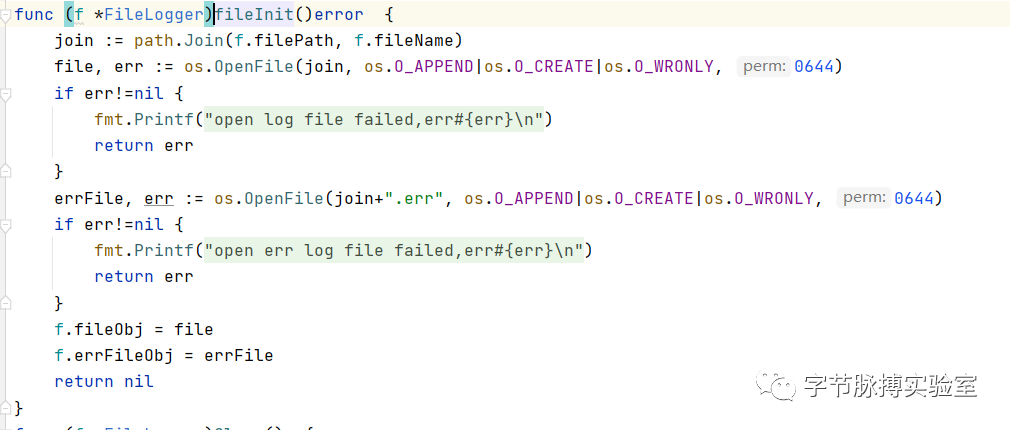 func (f *FileLogger)fileInit()error  {
    join := path.Join(f.filePath, f.fileName)
    file, err := os.OpenFile(join, os.O_APPEND|os.O_CREATE|os.O_WRONLY, perm: 0644)
    if err!=nil {
        fmt.Printf("open log file failed,err#{err}\n")
        return err
    }
    errFile, err := os.OpenFile(join+".err", os.O_APPEND|os.O_CREATE|os.O_WRONLY, perm: 0644)
    if err!=nil {
        fmt.Printf("open err log file failed,err#{err}\n")
        return err
    }
    f.fileObj = file
    f.errFileObj = errFile
    return nil
字节脉搏实验室
}